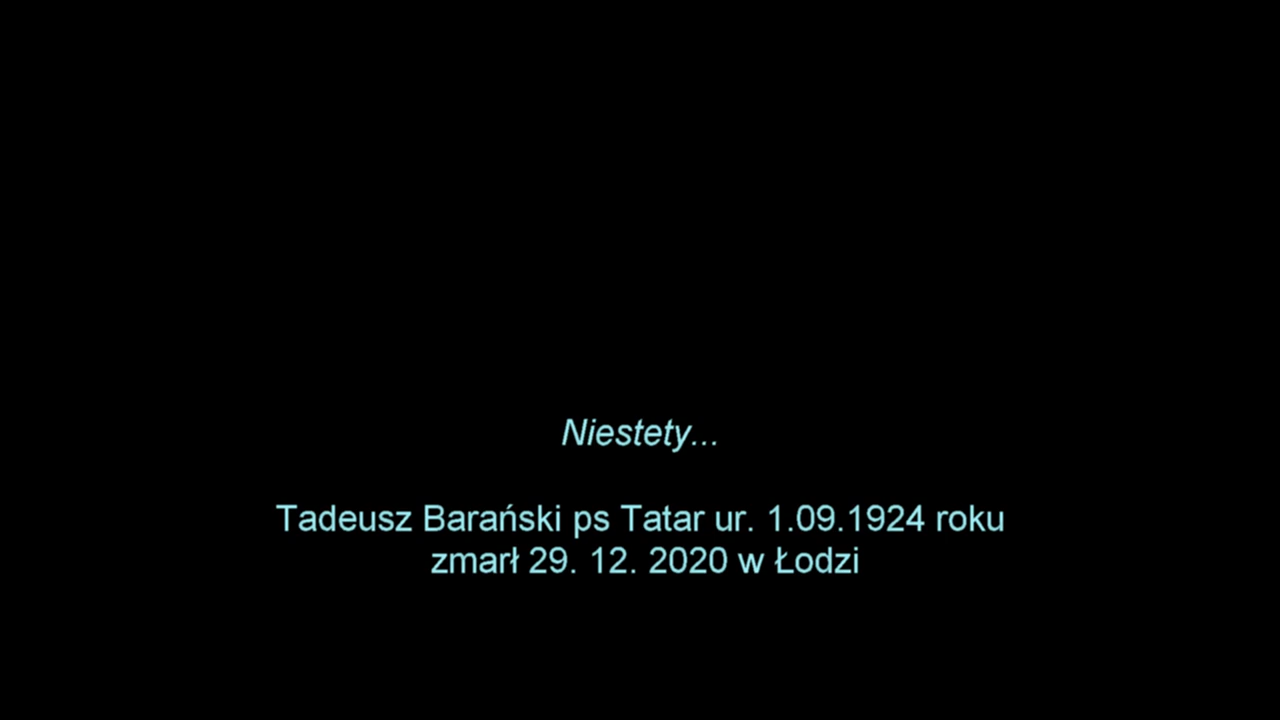 Niestety...
Tadeusz Barański ps Tatar ur. 1.09.1924 roku
zmarł 29. 12. 2020 w Łodzi